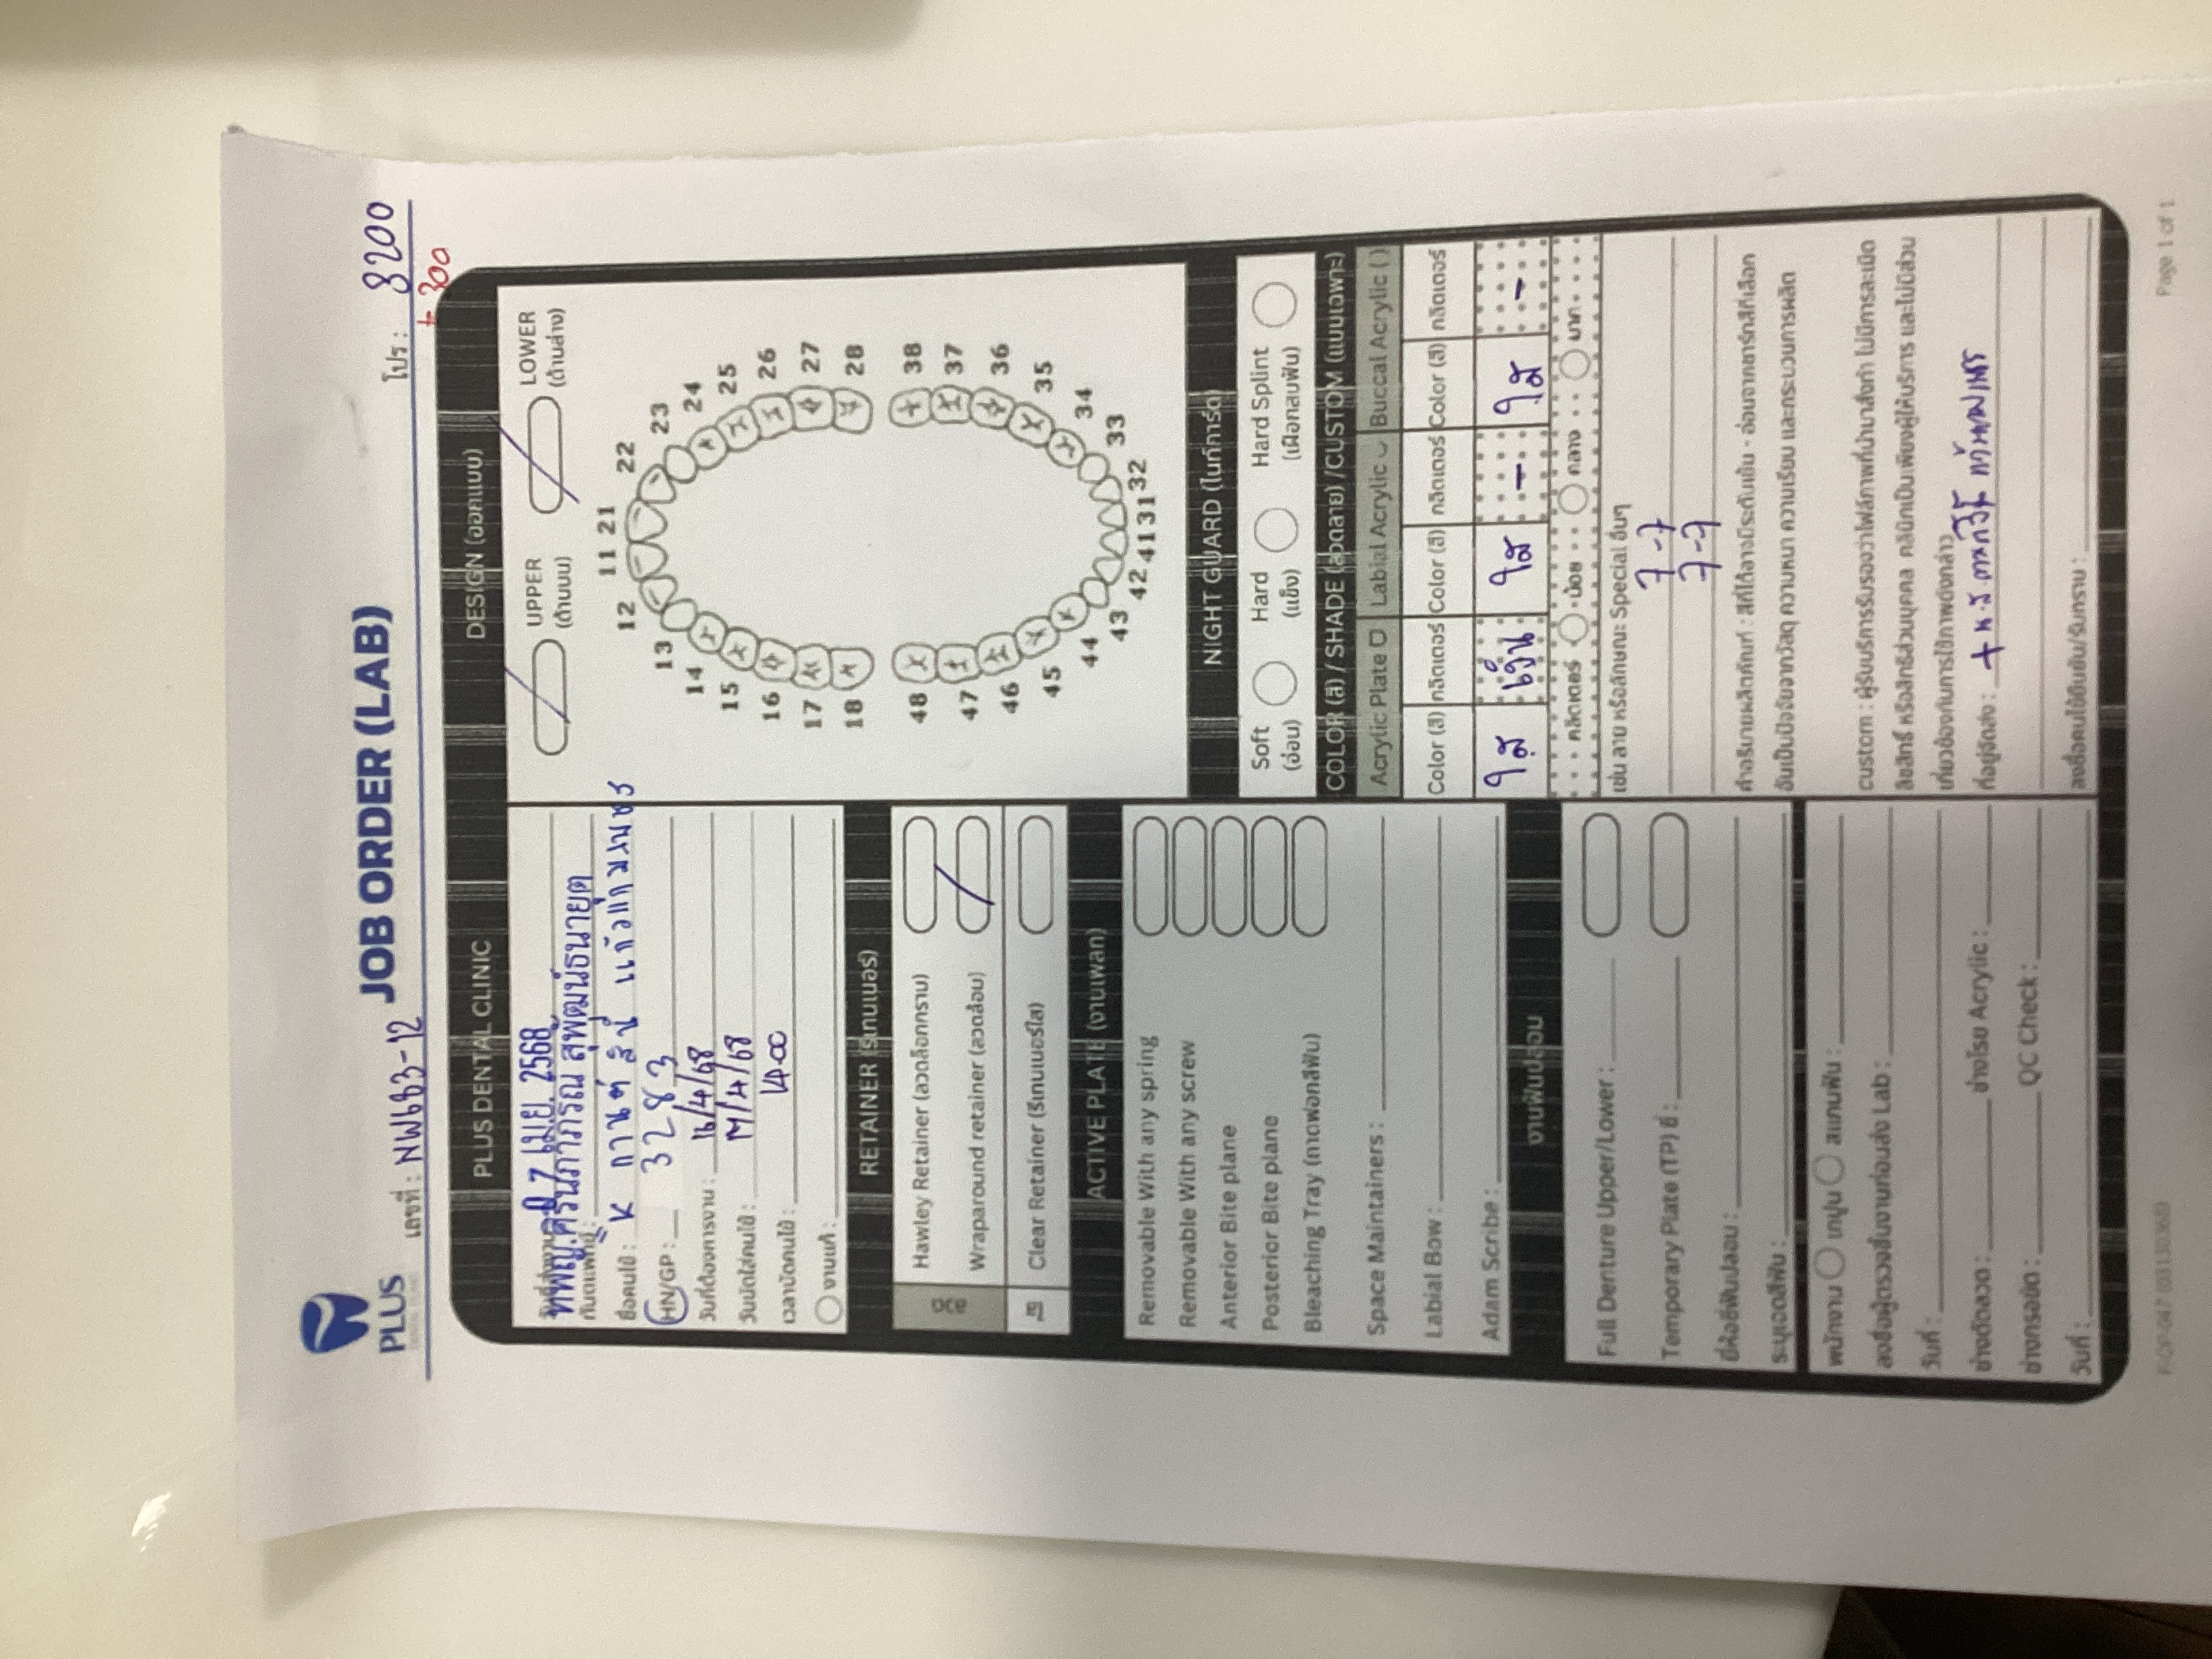 PLUS
JOB ORDER (LAB)
เลขที่ : NW683-12
โปร : 8200
+ 300
PLUS DENTAL CLINIC
วันที่ส่งงาน 07 เม.ย. 2568
ทันตแพทย์ : ทพญ.ศิรินภาภรณ์ สุพัฒน์ธนายุต
ชื่อคนไข้ : K กานต์สินี
HN/GP : 3283
วันที่ต้องการงาน : 16/4/68
วันนัดใส่คนไข้ : 17/4/68
เวลานัดคนไข้ : 14.00
งานแก้ :
RETAINER (รีเทนเนอร์)
ลวด
Hawley Retainer (ลวดล็อกกราม)
Wraparound retainer (ลวดล้อม)
ใส
Clear Retainer (รีเทนเนอร์ใส)
ACTIVE PLATE (งานเพลท)
Removable With any spring
Removable With any screw
Anterior Bite plane
Posterior Bite plane
Bleaching Tray (ถาดฟอกสีฟัน)
Space Maintainers :
Labial Bow :
Adam Scribe :
งานฟันปลอม
Full Denture Upper/Lower :
Temporary Plate (TP) ซี่ :
ยี่ห้อซี่ฟันปลอม :
ระบุเฉดสีฟัน :
พนักงาน เทปูน สแกนฟัน :
ลงชื่อผู้ตรวจชิ้นงานก่อนส่ง Lab :
วันที่ :
ช่างดัดลวด : ช่างโรย Acrylic :
ช่างกรอขัด : QC Check :
วันที่ :
DESIGN (ออกแบบ)
UPPER
(ด้านบน)
LOWER
(ด้านล่าง)
11 21
12 22
13 23
14 24
15 25
16 26
17 27
18 28
48 38
47 37
46 36
45 35
44 34
43 33
42 41 31 32
NIGHT GUARD (ไนท์การ์ด)
Soft Hard Hard Splint
(อ่อน) (แข็ง) (เฝือกสบฟัน)
COLOR (สี) / SHADE (ลวดลาย) /CUSTOM (แบบเฉพาะ)
Acrylic Plate Labial Acrylic Buccal Acrylic ( )
Color (สี) กลิตเตอร์ Color (สี) กลิตเตอร์ Color (สี) กลิตเตอร์
ใส เงิน ใส - ใส -
กลิตเตอร์ น้อย กลาง มาก
เช่น ลาย หรือลักษณะ Special อื่นๆ
7-7
7-7
คำอธิบายผลิตภัณฑ์ : สีที่ได้อาจมีระดับเข้ม - อ่อนจากชาร์ทสีที่เลือก
อันเป็นปัจจัยจากวัสดุ ความหนา ความเรียบ และกระบวนการผลิต
custom : ผู้รับบริการรับรองว่าไฟล์ภาพที่นำมาสั่งทำ ไม่มีการละเมิด
ลิขสิทธิ์ หรือสิทธิส่วนบุคคล คลินิกเป็นเพียงผู้ให้บริการ และไม่มีส่วน
เกี่ยวข้องกับการใช้ภาพดังกล่าว
ที่อยู่จัดส่ง : + น.ส.
ลงชื่อคนไข้ยืนยัน/รับทราบ :
Page 1 of 1